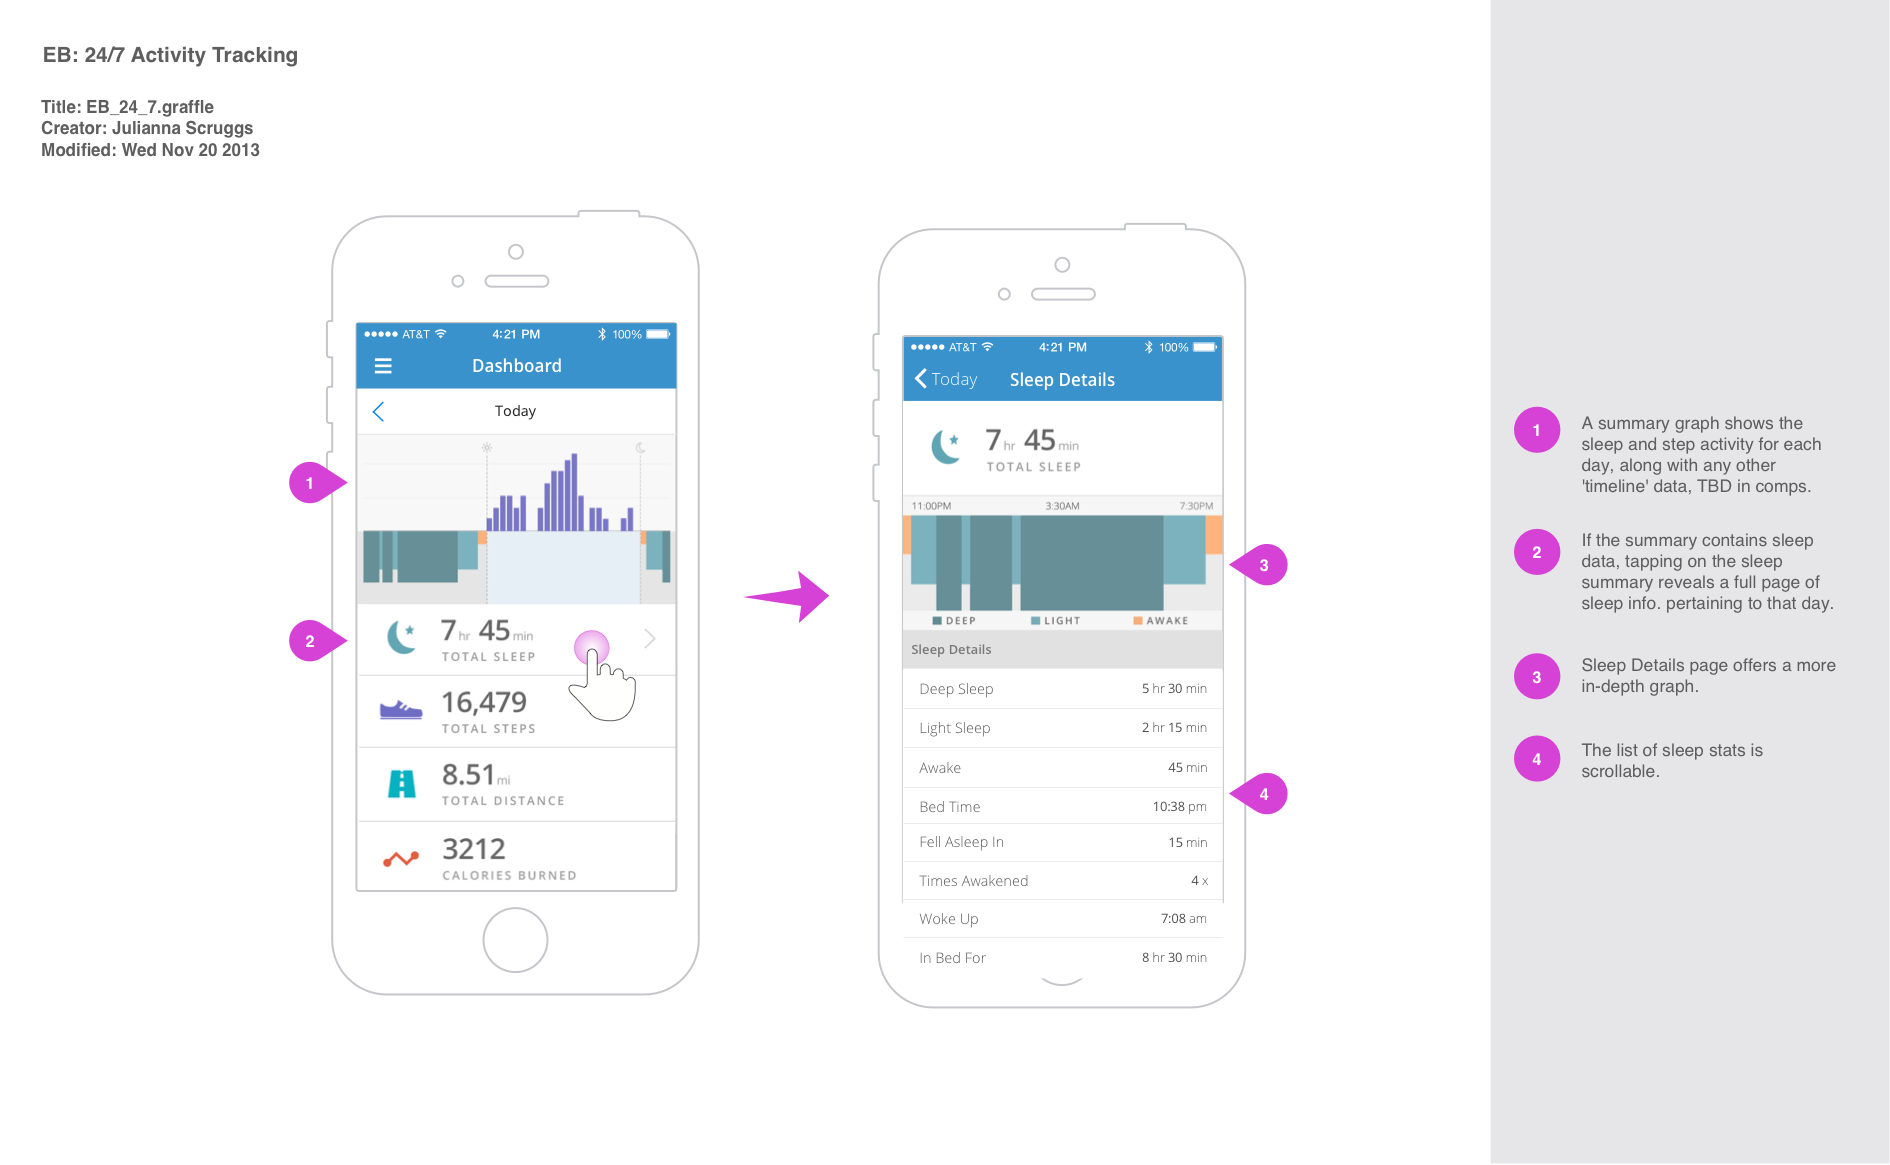 EB: 24/7 Activity Tracking
Title: EB_24_7.graffle
Creator: Julianna Scruggs
Modified: Wed Nov 20 2013
AT&T 4:21 PM 100%
Dashboard
Today
1
2
7 hr 45 min
TOTAL SLEEP
16,479
TOTAL STEPS
8.51 mi
TOTAL DISTANCE
3212
CALORIES BURNED
AT&T 4:21 PM 100%
Today Sleep Details
7 hr 45 min
TOTAL SLEEP
11:00PM 3:30AM 7:30PM
3
DEEP LIGHT AWAKE
Sleep Details
Deep Sleep 5 hr 30 min
Light Sleep 2 hr 15 min
Awake 45 min
4
Bed Time 10:38 pm
Fell Asleep In 15 min
Times Awakened 4 x
Woke Up 7:08 am
In Bed For 8 hr 30 min
1 A summary graph shows the
sleep and step activity for each
day, along with any other
'timeline' data, TBD in comps.
2 If the summary contains sleep
data, tapping on the sleep
summary reveals a full page of
sleep info. pertaining to that day.
3 Sleep Details page offers a more
in-depth graph.
4 The list of sleep stats is
scrollable.